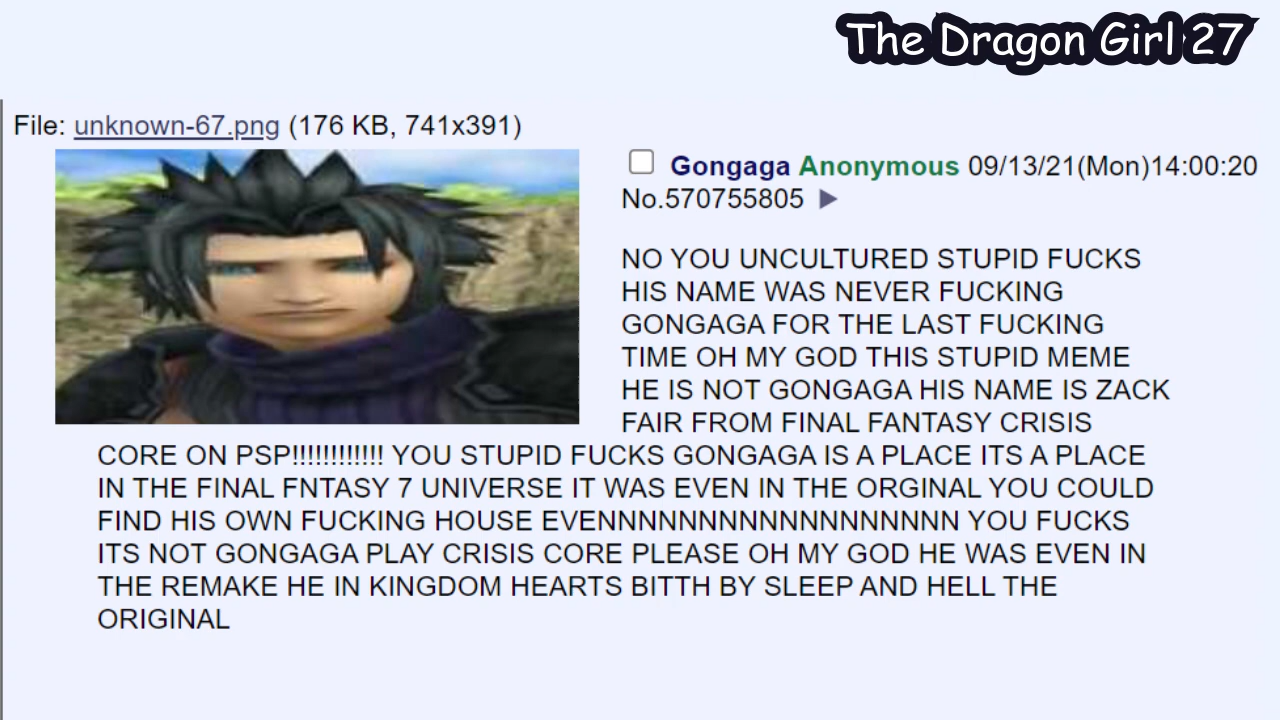 The Dragon Girl 27
File: unknown-67.png (176 KB, 741x391)
Gongaga Anonymous 09/13/21(Mon)14:00:20
No.570755805 ▶
NO YOU UNCULTURED STUPID FUCKS
HIS NAME WAS NEVER FUCKING
GONGAGA FOR THE LAST FUCKING
TIME OH MY GOD THIS STUPID MEME
HE IS NOT GONGAGA HIS NAME IS ZACK
FAIR FROM FINAL FANTASY CRISIS
CORE ON PSP!!!!!!!!!!!! YOU STUPID FUCKS GONGAGA IS A PLACE ITS A PLACE
IN THE FINAL FNTASY 7 UNIVERSE IT WAS EVEN IN THE ORGINAL YOU COULD
FIND HIS OWN FUCKING HOUSE EVENNNNNNNNNNNNNNNNNNN YOU FUCKS
ITS NOT GONGAGA PLAY CRISIS CORE PLEASE OH MY GOD HE WAS EVEN IN
THE REMAKE HE IN KINGDOM HEARTS BITTH BY SLEEP AND HELL THE
ORIGINAL